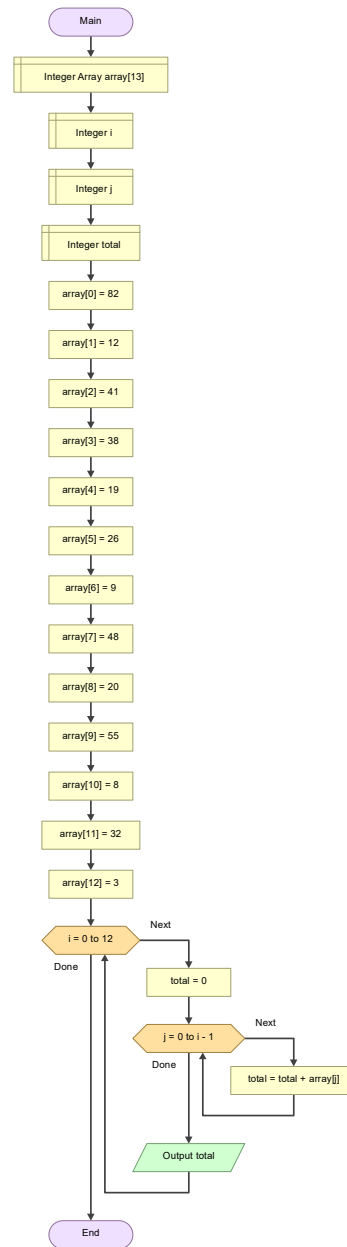 Main
Integer Array array[13]
Integer i
Integer j
Integer total
array[0] = 82
array[1] = 12
array[2] = 41
array[3] = 38
array[4] = 19
array[5] = 26
array[6] = 9
array[7] = 48
array[8] = 20
array[9] = 55
array[10] = 8
array[11] = 32
array[12] = 3
i = 0 to 12
Next
Done
total = 0
j = 0 to i - 1
Next
Done
total = total + array[j]
Output total
End